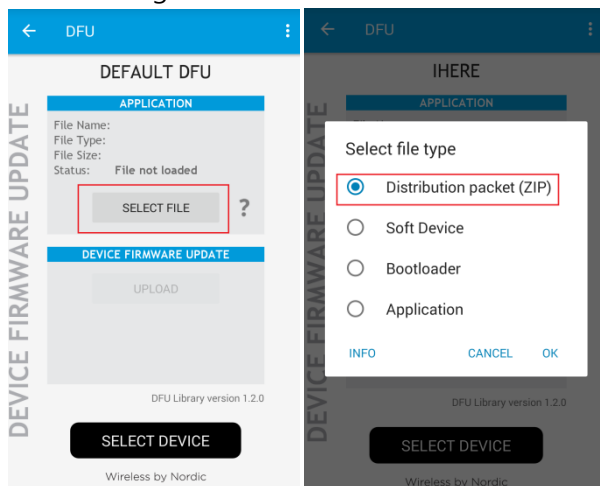 DFU
DEFAULT DFU
DEVICE FIRMWARE UPDATE
APPLICATION
File Name:
File Type:
File Size:
Status: File not loaded
SELECT FILE ?
DEVICE FIRMWARE UPDATE
UPLOAD
DFU Library version 1.2.0
SELECT DEVICE
Wireless by Nordic
DFU
IHERE
DEVICE FIRMWARE UPDATE
APPLICATION
Select file type
Distribution packet (ZIP)
Soft Device
Bootloader
Application
INFO CANCEL OK
DFU Library version 1.2.0
SELECT DEVICE
Wireless by Nordic